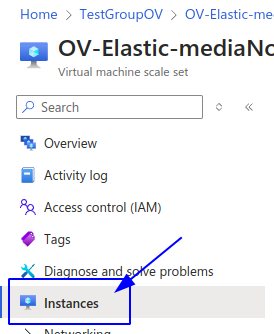 Home > TestGroupOV > OV-Elastic
OV-Elastic-mediaNo
Virtual machine scale set
Search
Overview
Activity log
Access control (IAM)
Tags
Diagnose and solve problems
Instances
Networking